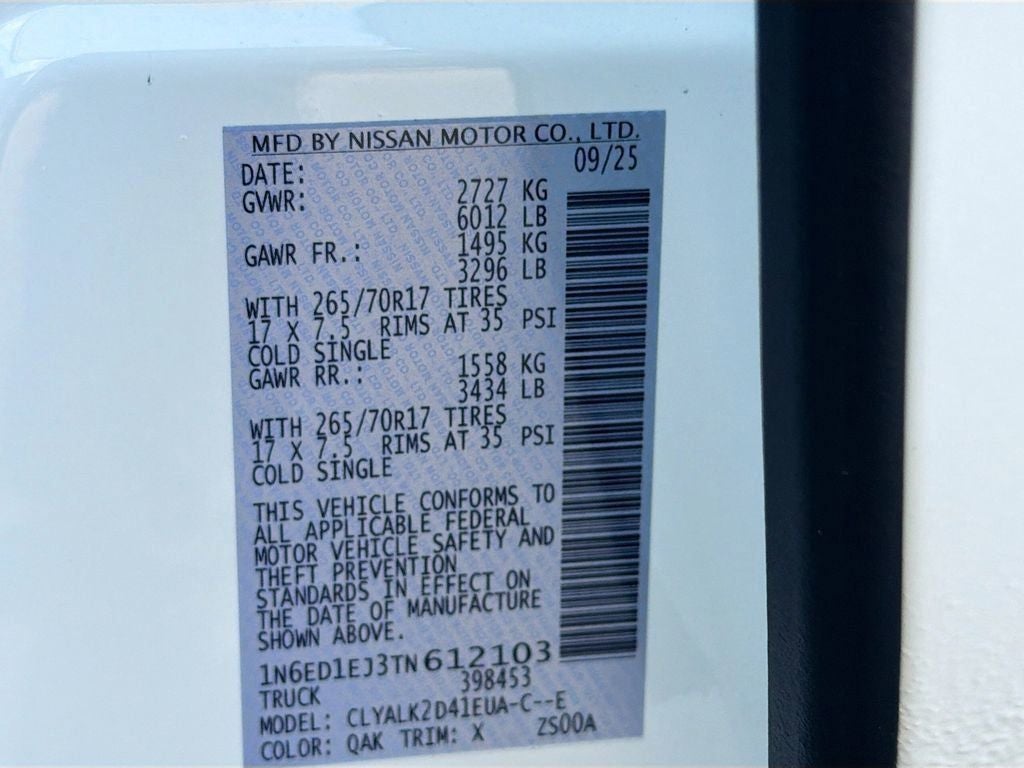 MFD BY NISSAN MOTOR CO., LTD.
DATE: 09/25
GVWR: 2727 KG
6012 LB
GAWR FR.: 1495 KG
3296 LB
WITH 265/70R17 TIRES
17 X 7.5 RIMS AT 35 PSI
COLD SINGLE
GAWR RR.: 1558 KG
3434 LB
WITH 265/70R17 TIRES
17 X 7.5 RIMS AT 35 PSI
COLD SINGLE
THIS VEHICLE CONFORMS TO
ALL APPLICABLE FEDERAL
MOTOR VEHICLE SAFETY AND
THEFT PREVENTION
STANDARDS IN EFFECT ON
THE DATE OF MANUFACTURE
SHOWN ABOVE.
1N6ED1EJ3TN612103
TRUCK 398453
MODEL: CLYALK2D41EUA-C--E
COLOR: QAK TRIM: X ZS00A